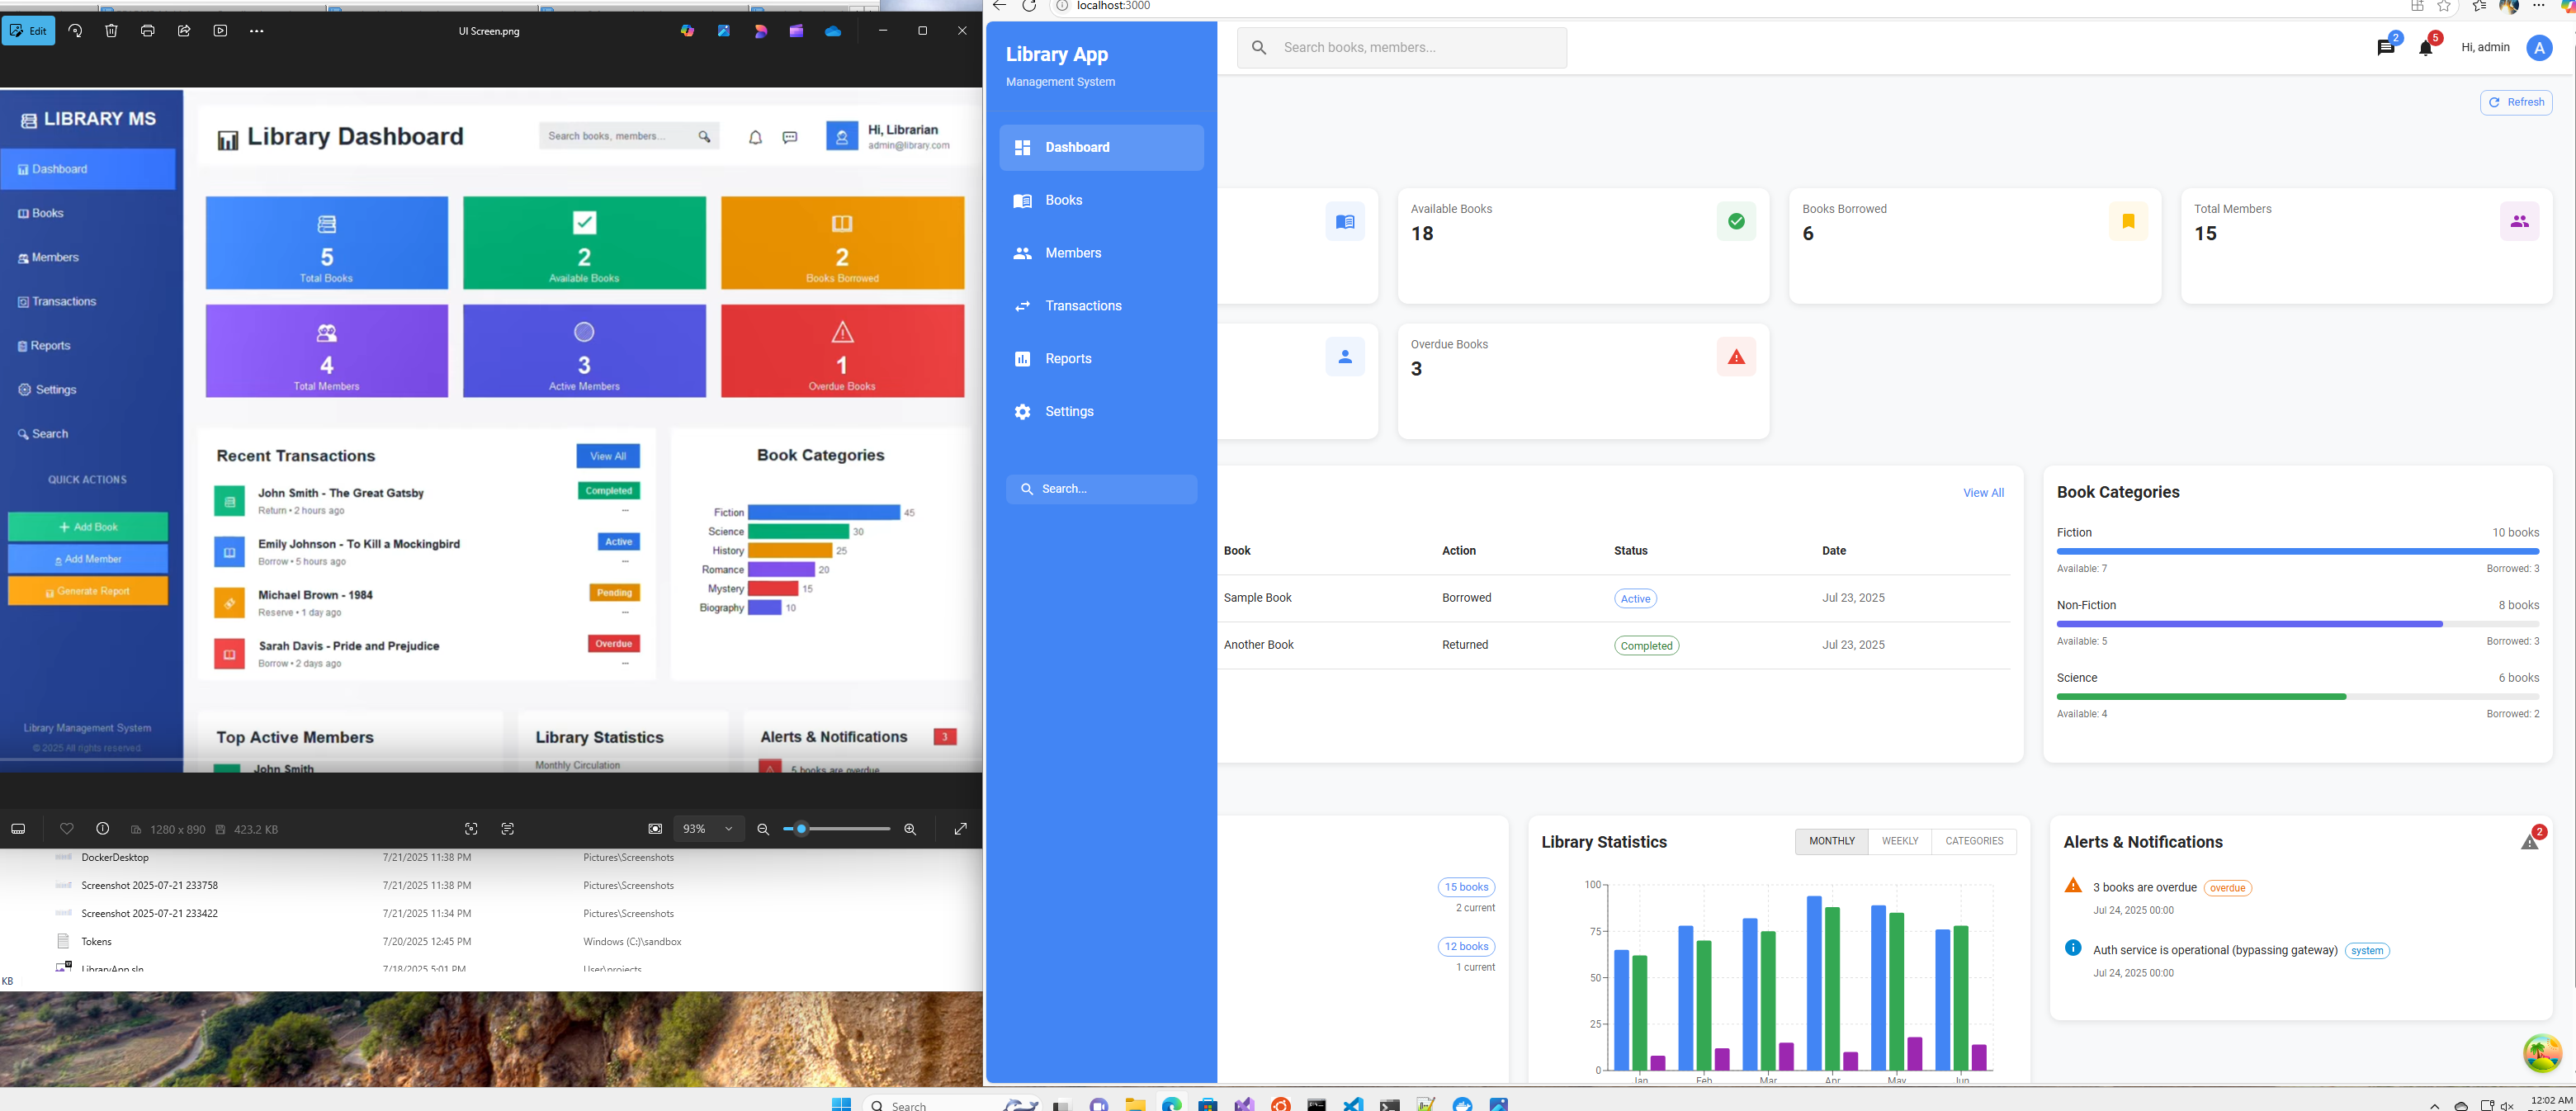 Edit
UI Screen.png
LIBRARY MS
Dashboard
Books
Members
Transactions
Reports
Settings
Search
QUICK ACTIONS
+ Add Book
Add Member
Generate Report
Library Management System
© 2025 All rights reserved.
Library Dashboard
Search books, members...
Hi, Librarian
admin@library.com
5
Total Books
2
Available Books
2
Books Borrowed
4
Total Members
3
Active Members
1
Overdue Books
Recent Transactions
View All
John Smith - The Great Gatsby
Completed
Return • 2 hours ago
...
Emily Johnson - To Kill a Mockingbird
Active
Borrow • 5 hours ago
...
Michael Brown - 1984
Pending
Reserve • 1 day ago
...
Sarah Davis - Pride and Prejudice
Overdue
Borrow • 2 days ago
...
Book Categories
Fiction 45
Science 30
History 25
Romance 20
Mystery 15
Biography 10
Top Active Members
John Smith
Library Statistics
Monthly Circulation
Alerts & Notifications 3
5 books are overdue
1280 x 890 423.2 KB
93%
DockerDesktop 7/21/2025 11:38 PM Pictures\Screenshots
Screenshot 2025-07-21 233758 7/21/2025 11:38 PM Pictures\Screenshots
Screenshot 2025-07-21 233422 7/21/2025 11:34 PM Pictures\Screenshots
Tokens 7/20/2025 12:45 PM Windows (C:)\sandbox
LibraryApp.sln 7/18/2025 5:01 PM User\projects
KB
localhost:3000
Library App
Management System
Dashboard
Books
Members
Transactions
Reports
Settings
Search...
Search books, members...
2
5
Hi, admin
A
Refresh
Available Books
18
Books Borrowed
6
Total Members
15
Overdue Books
3
View All
Book Action Status Date
Sample Book Borrowed Active Jul 23, 2025
Another Book Returned Completed Jul 23, 2025
Book Categories
Fiction 10 books
Available: 7 Borrowed: 3
Non-Fiction 8 books
Available: 5 Borrowed: 3
Science 6 books
Available: 4 Borrowed: 2
15 books
2 current
12 books
1 current
Library Statistics
MONTHLY WEEKLY CATEGORIES
100
75
50
25
0
Jan Feb Mar Apr May Jun
Alerts & Notifications
2
3 books are overdue overdue
Jul 24, 2025 00:00
Auth service is operational (bypassing gateway) system
Jul 24, 2025 00:00
Search
12:02 AM